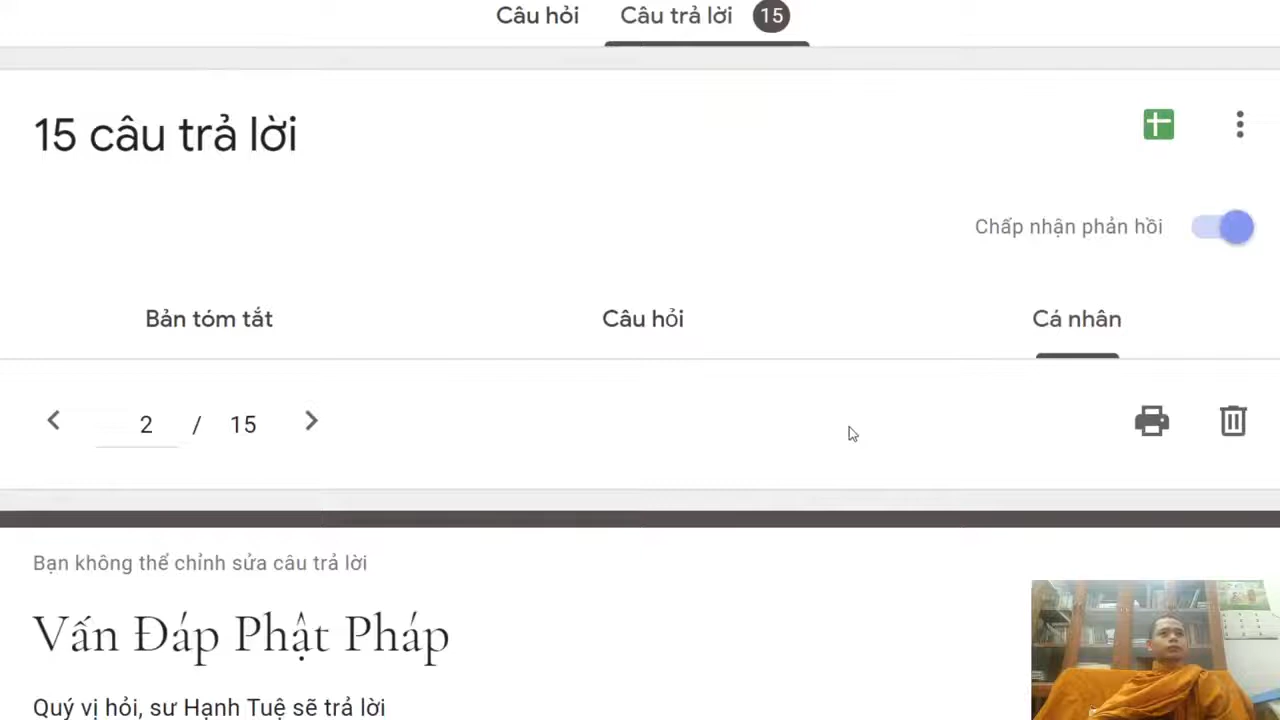 Câu hỏi Câu trả lời 15
15 câu trả lời
Chấp nhận phản hồi
Bản tóm tắt Câu hỏi Cá nhân
2 / 15
Bạn không thể chỉnh sửa câu trả lời
Vấn Đáp Phật Pháp
Quý vị hỏi, sư Hạnh Tuệ sẽ trả lời